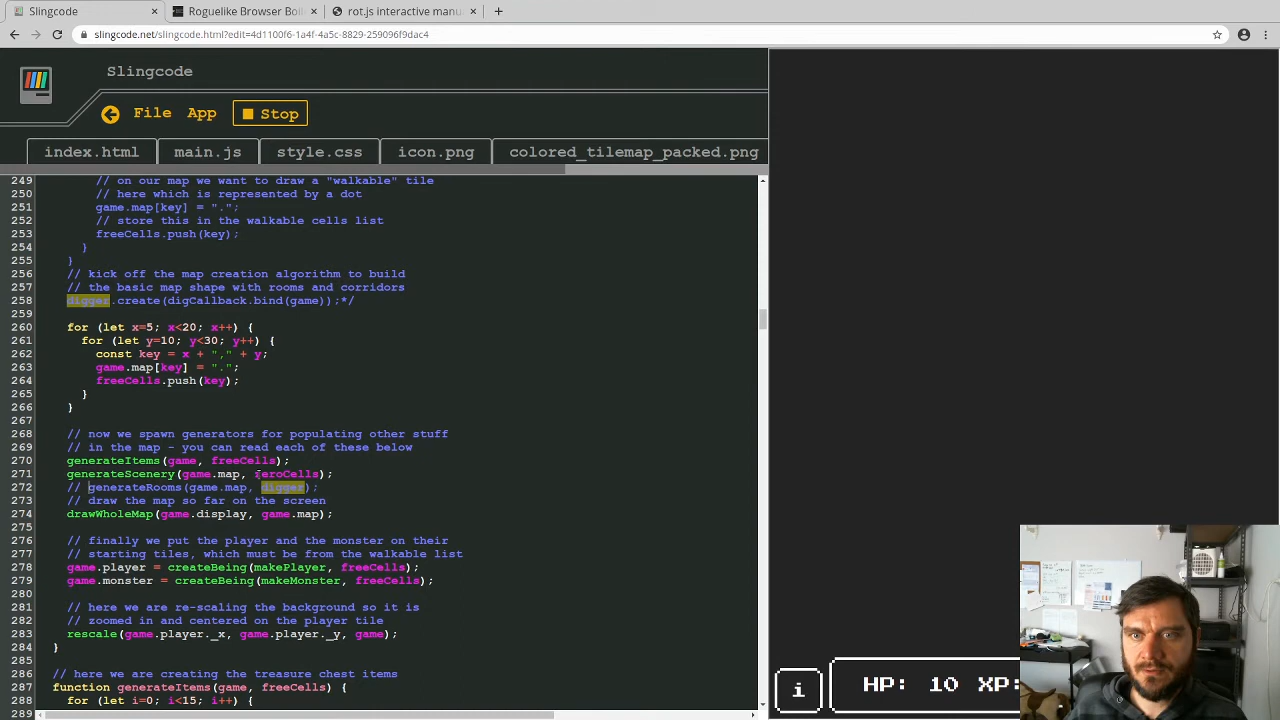 Slingcode
Roguelike Browser Boil
rot.js interactive manu
slingcode.net/slingcode.html?edit=4d1100f6-1a4f-4a5c-8829-259096f9dac4
Slingcode
File App Stop
index.html main.js style.css icon.png colored_tilemap_packed.png
249 // on our map we want to draw a "walkable" tile
250 // here which is represented by a dot
251 game.map[key] = ".";
252 // store this in the walkable cells list
253 freeCells.push(key);
254 }
255 }
256 // kick off the map creation algorithm to build
257 // the basic map shape with rooms and corridors
258 digger.create(digCallback.bind(game));*/
259
260 for (let x=5; x<20; x++) {
261 for (let y=10; y<30; y++) {
262 const key = x + "," + y;
263 game.map[key] = ".";
264 freeCells.push(key);
265 }
266 }
267
268 // now we spawn generators for populating other stuff
269 // in the map - you can read each of these below
270 generateItems(game, freeCells);
271 generateScenery(game.map, zeroCells);
272 // generateRooms(game.map, digger);
273 // draw the map so far on the screen
274 drawWholeMap(game.display, game.map);
275
276 // finally we put the player and the monster on their
277 // starting tiles, which must be from the walkable list
278 game.player = createBeing(makePlayer, freeCells);
279 game.monster = createBeing(makeMonster, freeCells);
280
281 // here we are re-scaling the background so it is
282 // zoomed in and centered on the player tile
283 rescale(game.player._x, game.player._y, game);
284 }
285
286 // here we are creating the treasure chest items
287 function generateItems(game, freeCells) {
288 for (let i=0; i<15; i++) {
289
i HP: 10 XP: